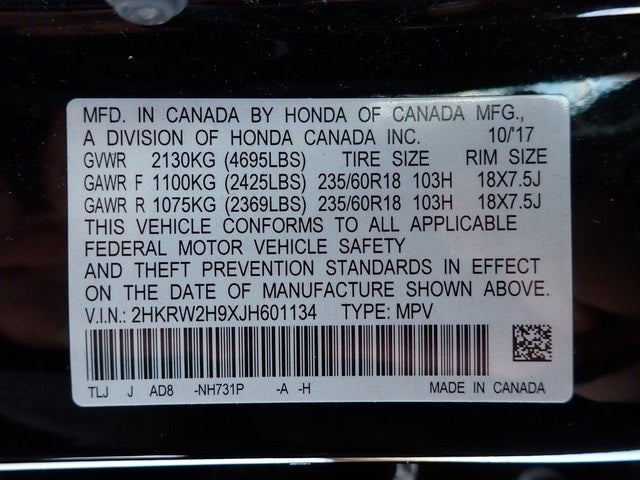 MFD. IN CANADA BY HONDA OF CANADA MFG.,
A DIVISION OF HONDA CANADA INC. 10/'17
GVWR 2130KG (4695LBS) TIRE SIZE RIM SIZE
GAWR F 1100KG (2425LBS) 235/60R18 103H 18X7.5J
GAWR R 1075KG (2369LBS) 235/60R18 103H 18X7.5J
THIS VEHICLE CONFORMS TO ALL APPLICABLE
FEDERAL MOTOR VEHICLE SAFETY
AND THEFT PREVENTION STANDARDS IN EFFECT
ON THE DATE OF MANUFACTURE SHOWN ABOVE.
V.I.N.: 2HKRW2H9XJH601134 TYPE: MPV
TLJ J AD8 -NH731P -A -H MADE IN CANADA